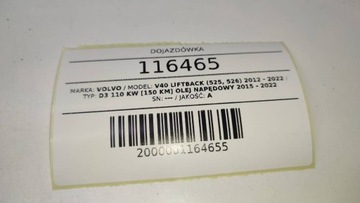 DOJAZDÓWKA
116465
MARKA: VOLVO / MODEL: V40 LIFTBACK (525, 526) 2012 - 2022 :
TYP: D3 110 KW [150 KM] OLEJ NAPĘDOWY 2015 - 2022
SN: --- / JAKOŚĆ: A
2000001164655